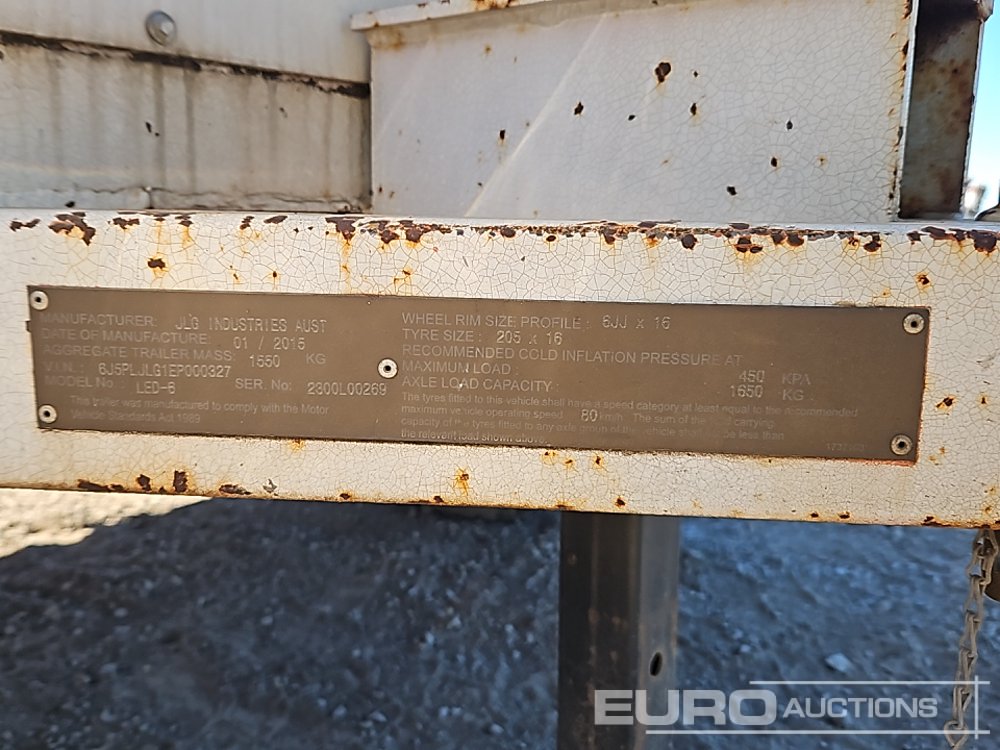 MANUFACTURER: JLG INDUSTRIES AUST
DATE OF MANUFACTURE: 01 / 2015
AGGREGATE TRAILER MASS: 1650 KG
V.I.N.: 6J5PLJLG1EP000327
MODEL No. LED-6 SER. No: 2300L00269
This trailer was manufactured to comply with the Motor
Vehicle Standards Act 1989
WHEEL RIM SIZE PROFILE: 6JJ x 16
TYRE SIZE: 205 x 16
RECOMMENDED COLD INFLATION PRESSURE AT
MAXIMUM LOAD: 450 KPA
AXLE LOAD CAPACITY: 1650 KG
The tyres fitted to this vehicle shall have a speed category at least equal to the recommended
maximum vehicle operating speed 80 km/h. The sum of the load carrying
capacity of the tyres fitted to any axle group of the vehicle shall not be less than
the relevent load shown above.
EURO AUCTIONS